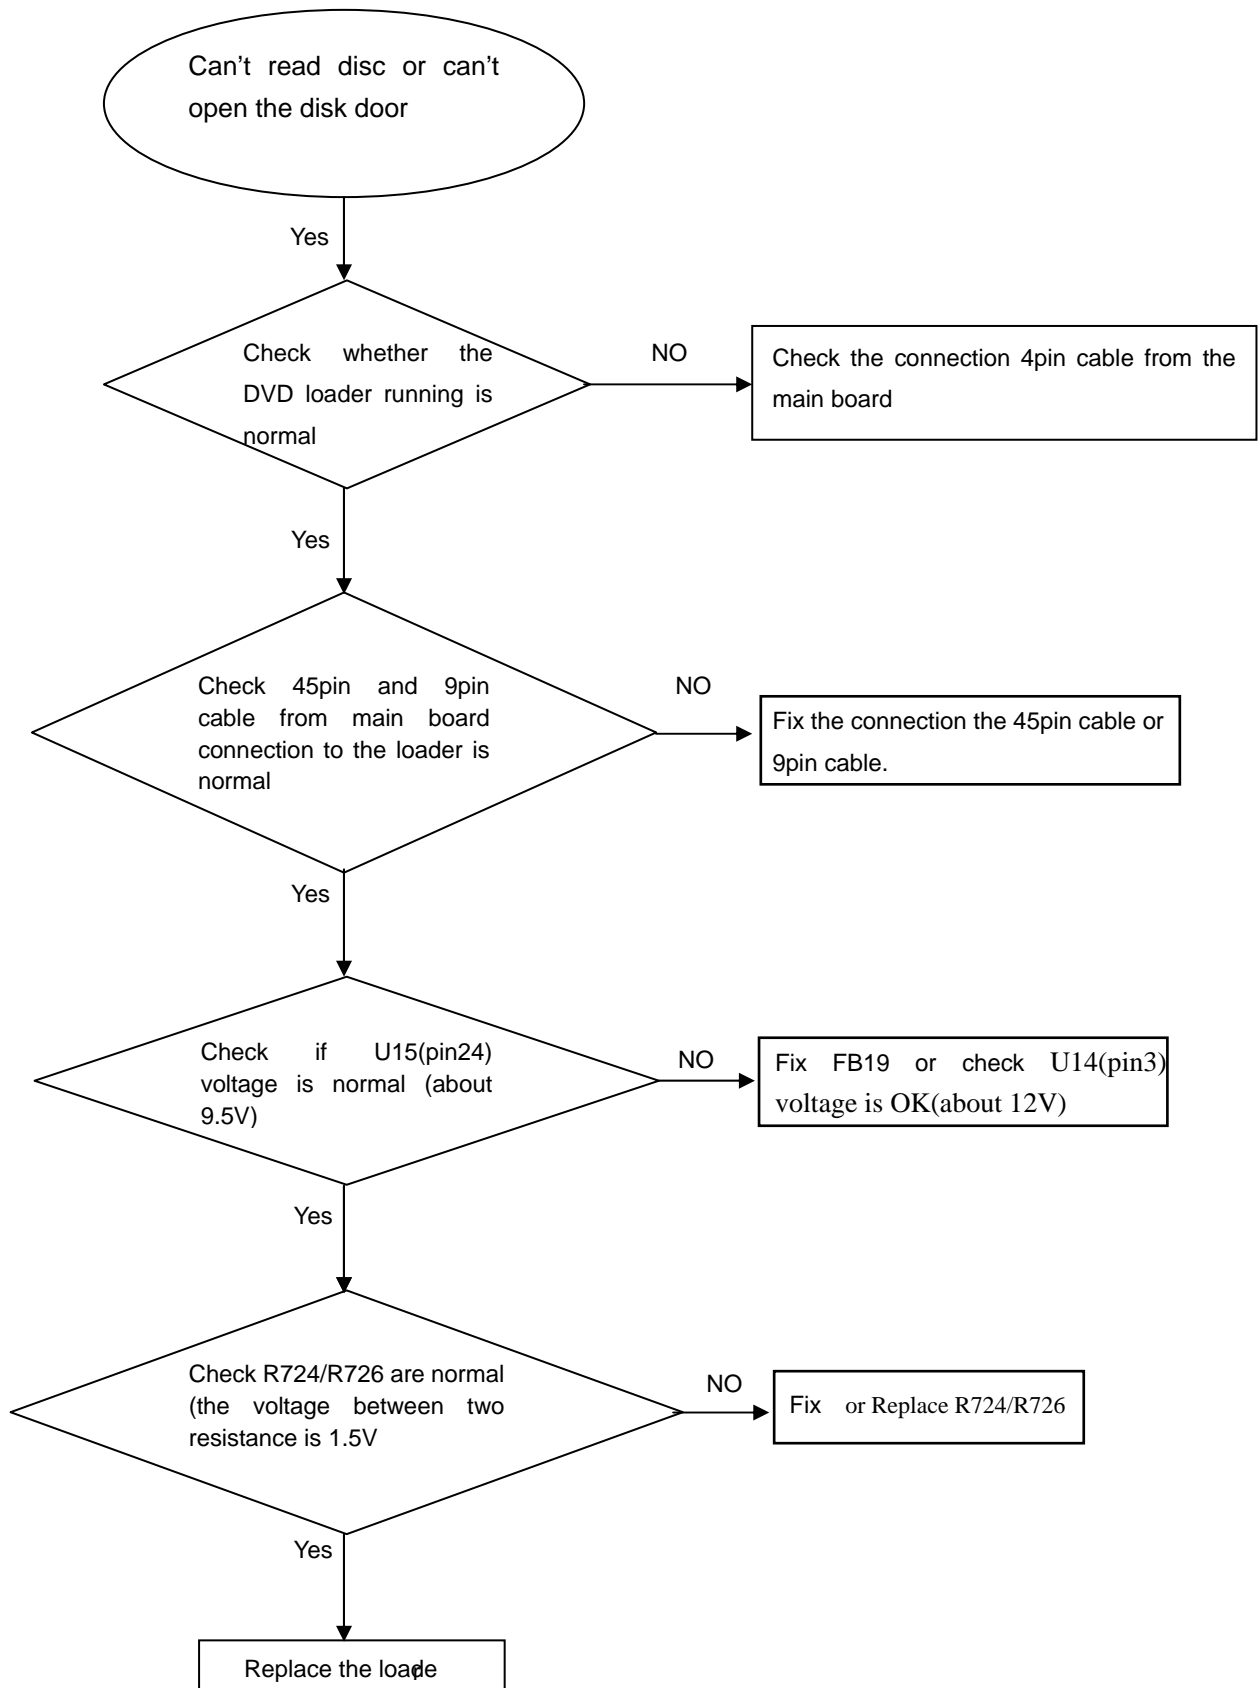 Can't read disc or can't
open the disk door
Yes
Check whether the
DVD loader running is
normal
NO
Check the connection 4pin cable from the
main board
Yes
Check 45pin and 9pin
cable from main board
connection to the loader is
normal
NO
Fix the connection the 45pin cable or
9pin cable.
Yes
Check if U15(pin24)
voltage is normal (about
9.5V)
NO
Fix FB19 or check U14(pin3)
voltage is OK(about 12V)
Yes
Check R724/R726 are normal
(the voltage between two
resistance is 1.5V
NO
Fix or Replace R724/R726
Yes
Replace the loade